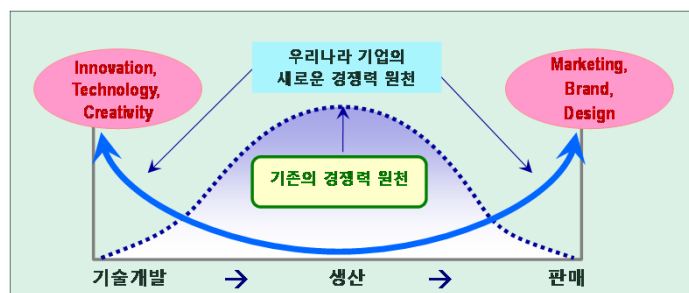 Innovation,
Technology,
Creativity
우리나라 기업의
새로운 경쟁력 원천
Marketing,
Brand,
Design
기존의 경쟁력 원천
기술개발 → 생산 → 판매